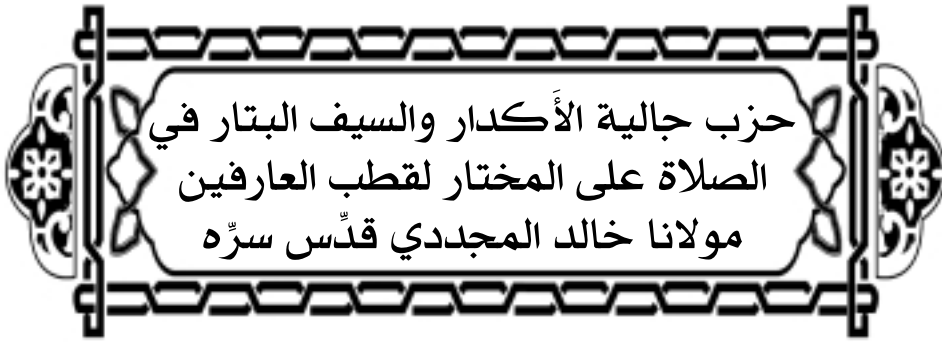 حزب جالية الأَكدار والسيف البتار في
الصلاة على المختار لقطب العارفين
مولانا خالد المجددي قدِّس سرِّه